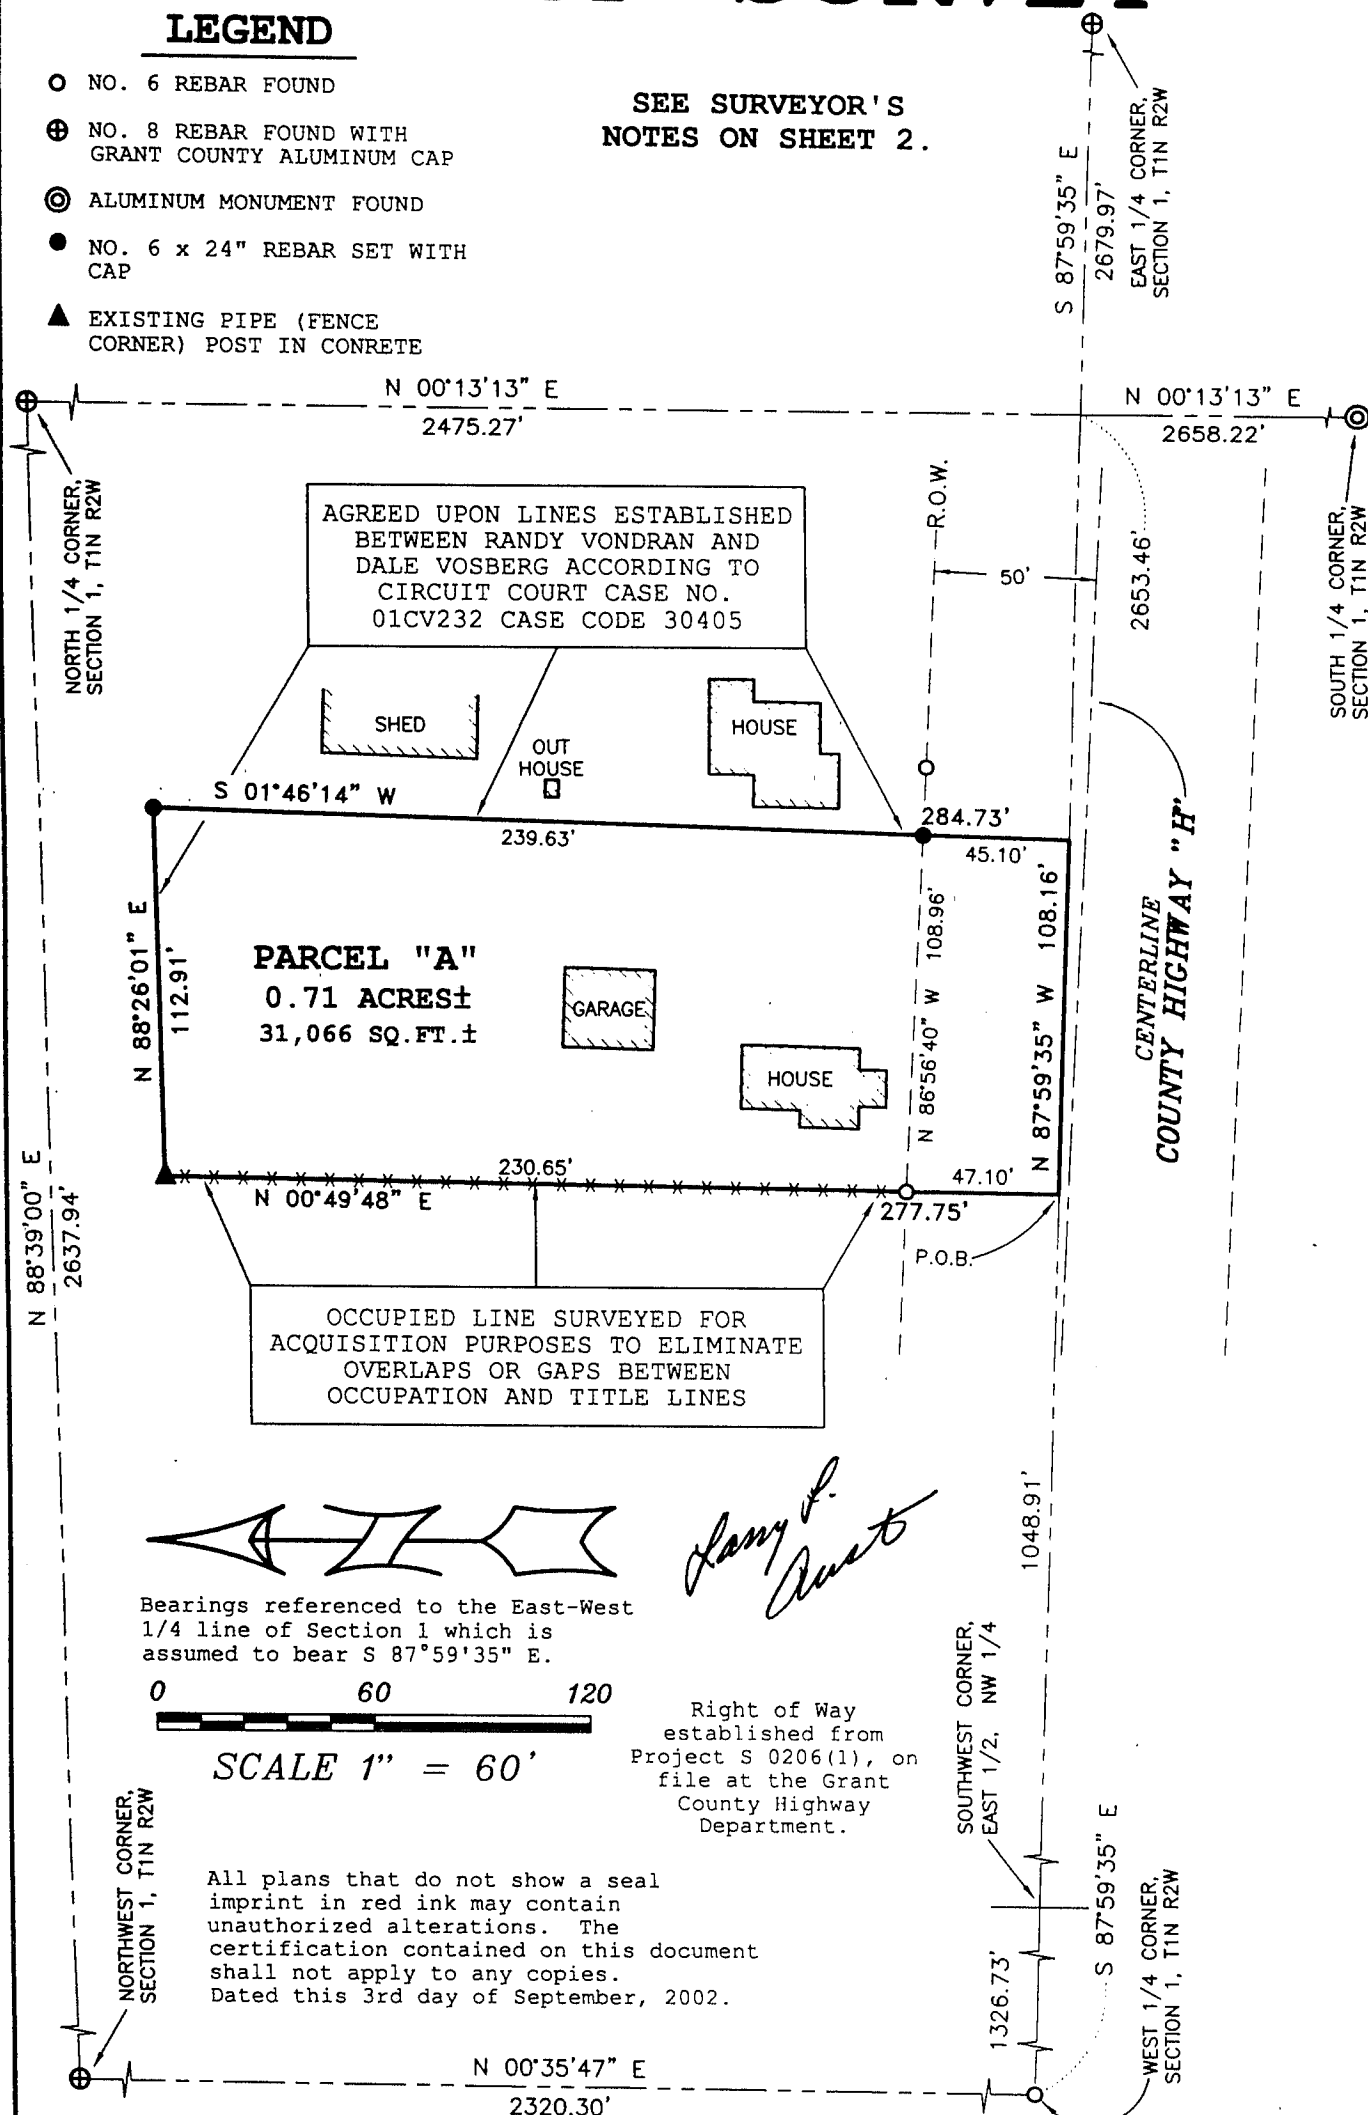 SURVEY
LEGEND
NO. 6 REBAR FOUND
NO. 8 REBAR FOUND WITH
GRANT COUNTY ALUMINUM CAP
ALUMINUM MONUMENT FOUND
NO. 6 x 24" REBAR SET WITH
CAP
EXISTING PIPE (FENCE
CORNER) POST IN CONRETE
SEE SURVEYOR'S
NOTES ON SHEET 2.
S 87°59'35" E
2679.97'
EAST 1/4 CORNER,
SECTION 1, T1N R2W
N 00°13'13" E
2475.27'
N 00°13'13" E
2658.22'
NORTH 1/4 CORNER,
SECTION 1, T1N R2W
SOUTH 1/4 CORNER,
SECTION 1, T1N R2W
AGREED UPON LINES ESTABLISHED
BETWEEN RANDY VONDRAN AND
DALE VOSBERG ACCORDING TO
CIRCUIT COURT CASE NO.
01CV232 CASE CODE 30405
R.O.W.
50'
2653.46'
SHED
OUT
HOUSE
HOUSE
S 01°46'14" W
239.63'
284.73'
45.10'
N 88°26'01" E
112.91'
PARCEL "A"
0.71 ACRES±
31,066 SQ.FT.±
GARAGE
HOUSE
N 86°56'40" W 108.96'
N 87°59'35" W 108.16'
CENTERLINE
COUNTY HIGHWAY "H"
230.65'
N 00°49'48" E
47.10'
277.75'
P.O.B.
N 88°39'00" E
2637.94'
OCCUPIED LINE SURVEYED FOR
ACQUISITION PURPOSES TO ELIMINATE
OVERLAPS OR GAPS BETWEEN
OCCUPATION AND TITLE LINES
1048.91'
Larry P.
Aust
Bearings referenced to the East-West
1/4 line of Section 1 which is
assumed to bear S 87°59'35" E.
0 60 120
SCALE 1" = 60'
Right of Way
established from
Project S 0206(1), on
file at the Grant
County Highway
Department.
SOUTHWEST CORNER,
EAST 1/2, NW 1/4
NORTHWEST CORNER,
SECTION 1, T1N R2W
All plans that do not show a seal
imprint in red ink may contain
unauthorized alterations. The
certification contained on this document
shall not apply to any copies.
Dated this 3rd day of September, 2002.
1326.73'
S 87°59'35" E
WEST 1/4 CORNER,
SECTION 1, T1N R2W
N 00°35'47" E
2320.30'